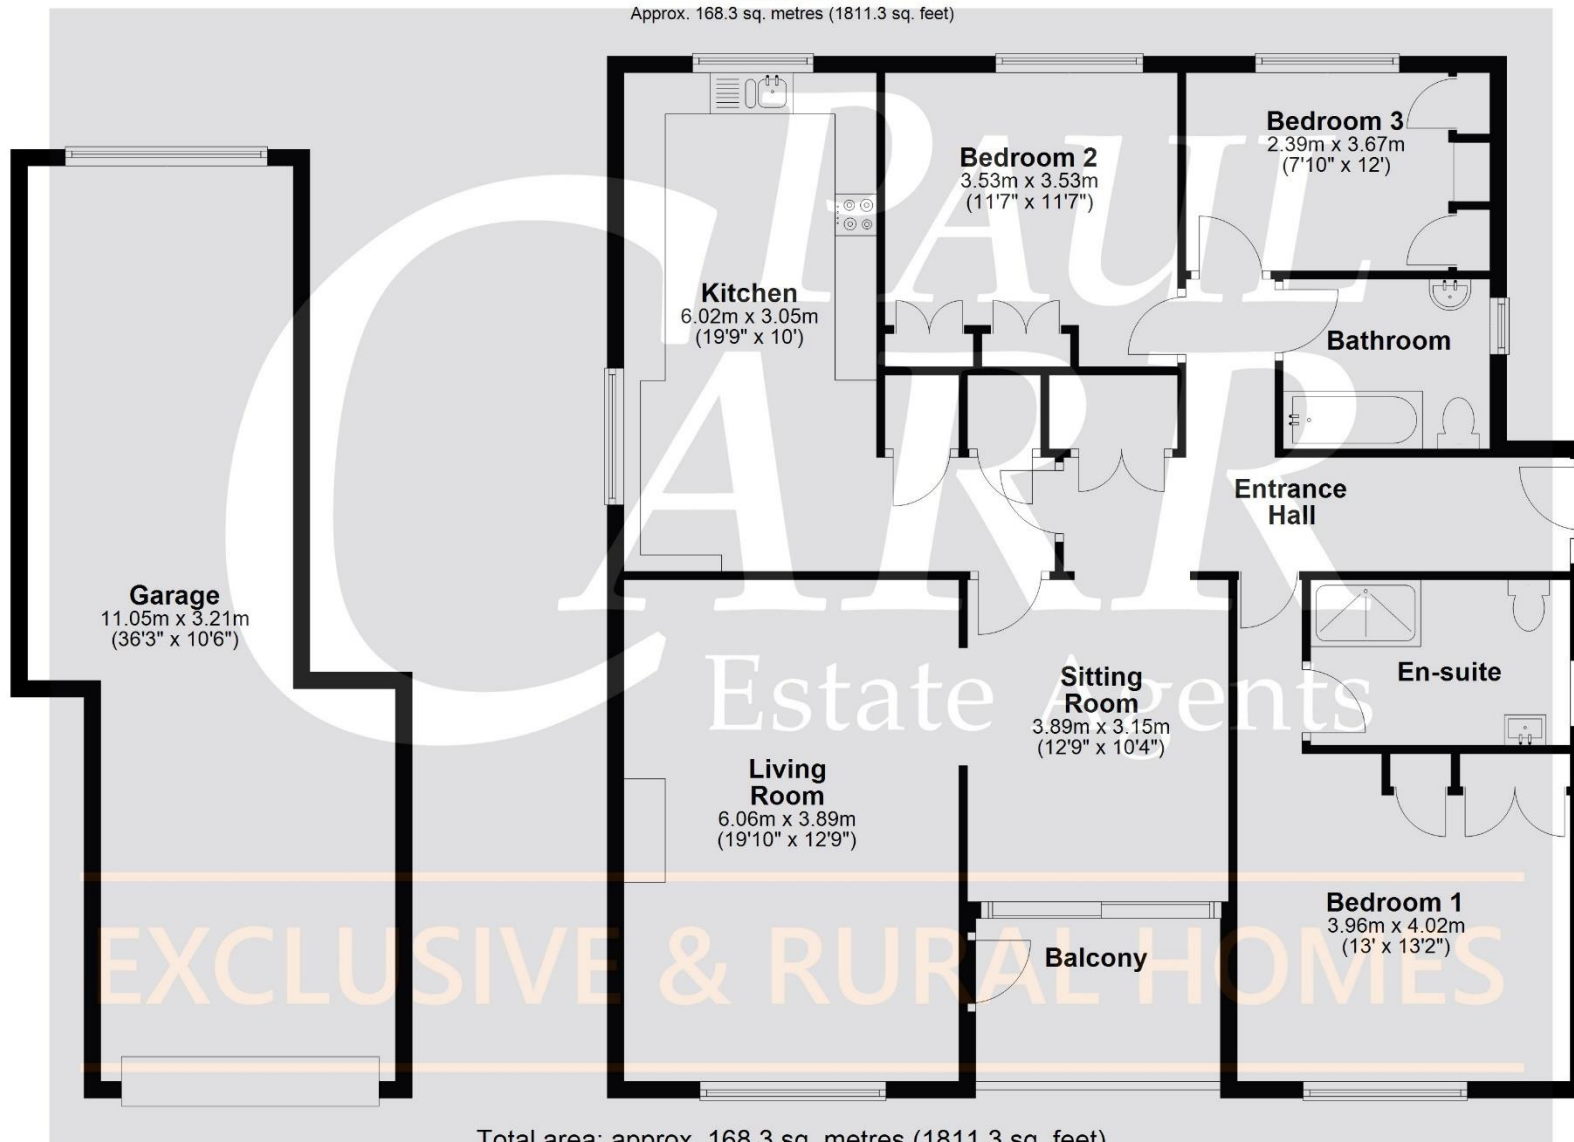 Approx. 168.3 sq. metres (1811.3 sq. feet)
Kitchen
6.02m x 3.05m
(19'9" x 10')
Bedroom 2
3.53m x 3.53m
(11'7" x 11'7")
Bedroom 3
2.39m x 3.67m
(7'10" x 12')
Bathroom
Entrance
Hall
Garage
11.05m x 3.21m
(36'3" x 10'6")
Living
Room
6.06m x 3.89m
(19'10" x 12'9")
Sitting
Room
3.89m x 3.15m
(12'9" x 10'4")
En-suite
Bedroom 1
3.96m x 4.02m
(13' x 13'2")
Balcony
PAUL
CARR
Estate Agents
EXCLUSIVE & RURAL HOMES
Total area: approx. 168.3 sq. metres (1811.3 sq. feet)